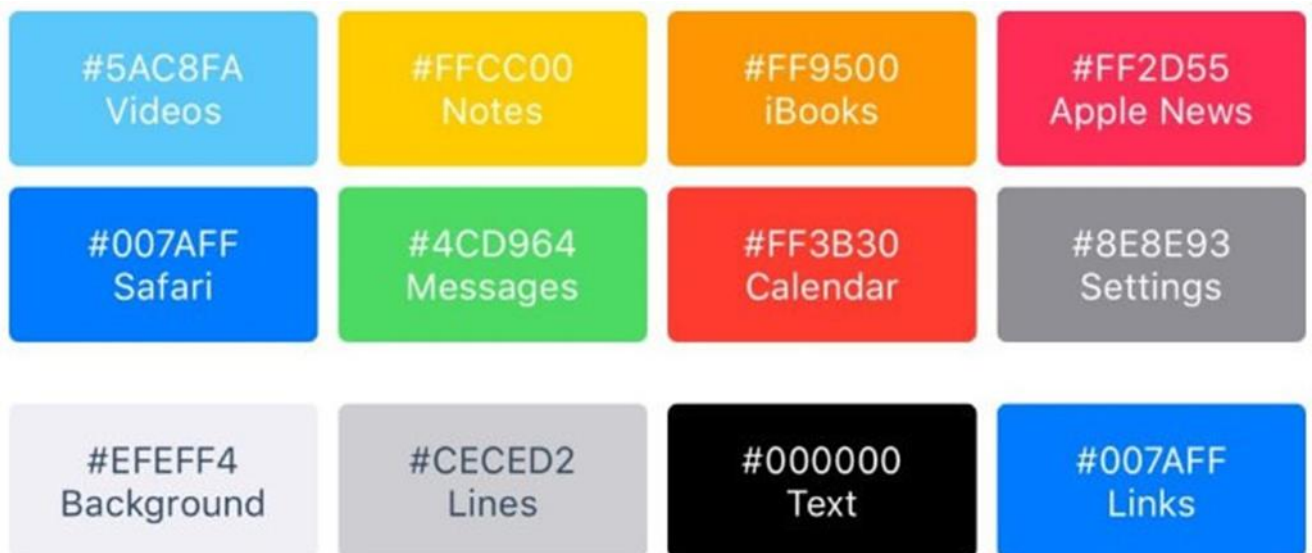 #5AC8FA
Videos
#FFCC00
Notes
#FF9500
iBooks
#FF2D55
Apple News
#007AFF
Safari
#4CD964
Messages
#FF3B30
Calendar
#8E8E93
Settings
#EFEFF4
Background
#CECED2
Lines
#000000
Text
#007AFF
Links